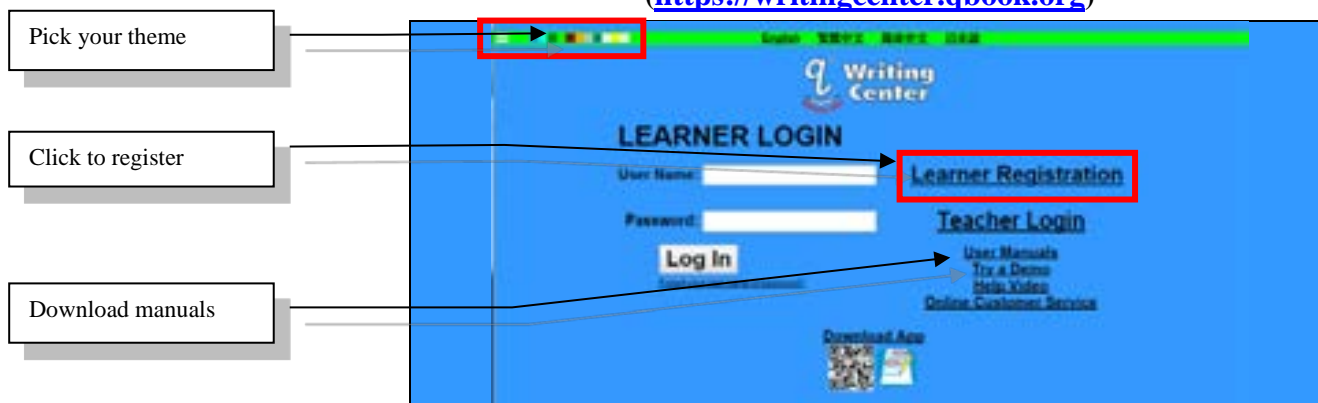 (https://writingcenter.qbook.org)
Pick your theme
English 繁體中文 简体中文 日本語
q Writing
Center
LEARNER LOGIN
Click to register
User Name:
Learner Registration
Password:
Teacher Login
Log In
User Manuals
Try a Demo
Help Video
Online Customer Service
Download manuals
Download App